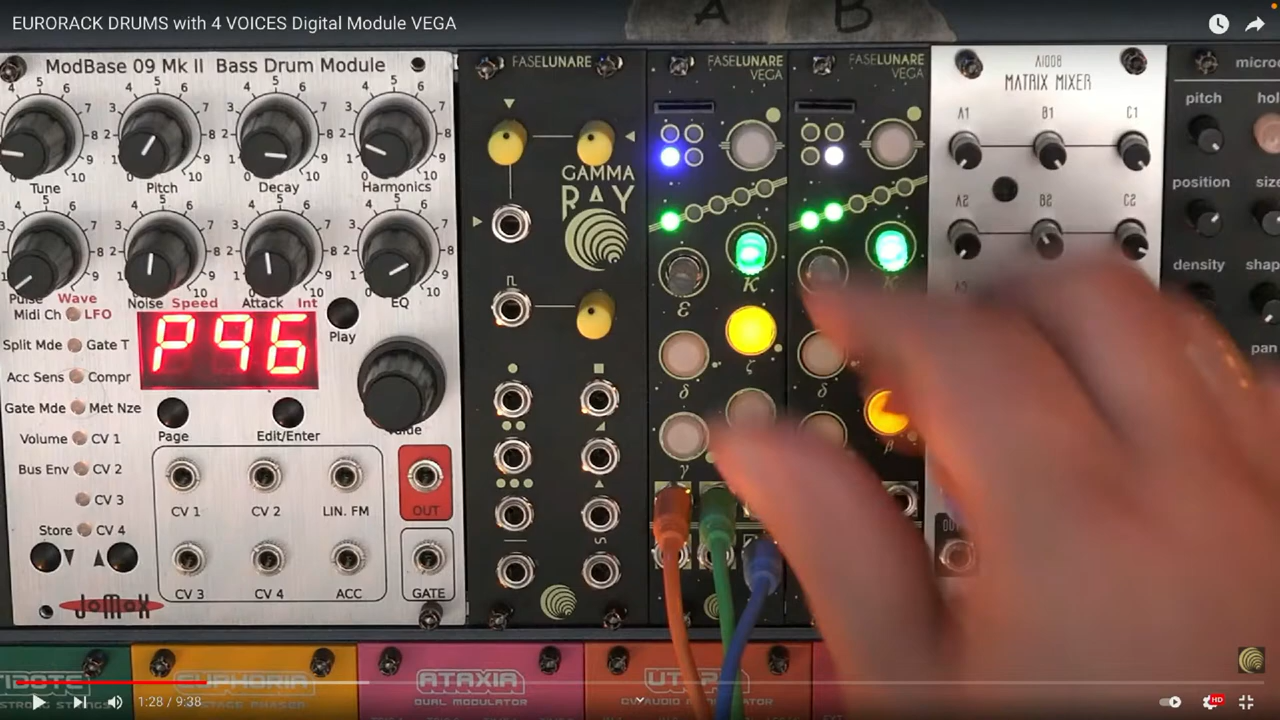 EURORACK DRUMS with 4 VOICES Digital Module VEGA
A B
ModBase 09 Mk II Bass Drum Module
FASELUNARE
FASELUNARE
VEGA
FASELUNARE
VEGA
A1008
MATRIX MIXER
A1 B1 C1
A2 B2 C2
pitch
position
density
pan
Tune Pitch Decay Harmonics
Pulse Noise Attack EQ
Wave Speed Int
GAMMA
RAY
Midi Ch LFO
Split Mde Gate T
Acc Sens Compr
Gate Mde Met Nze
Volume CV 1
Bus Env CV 2
CV 3
Store CV 4
P96
Play
Page Edit/Enter Value
CV 1 CV 2 LIN. FM OUT
CV 3 CV 4 ACC GATE
JoMoX
ε κ
δ ζ
γ
δ β
EUPHORIA
ATAXIA
DUAL MODULATOR
1:28 / 9:38
HD